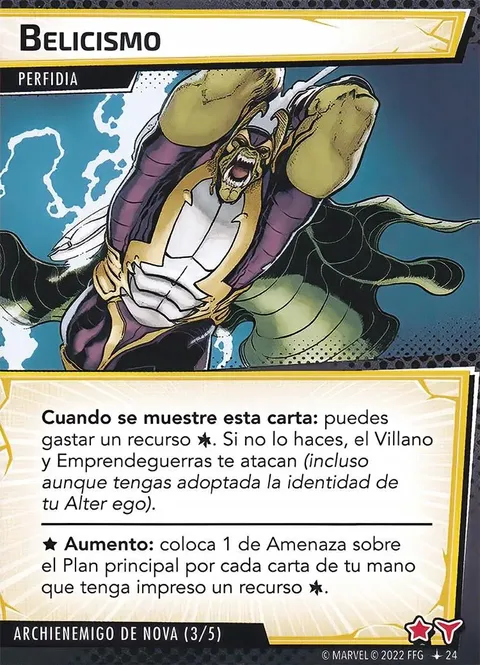 BELICISMO
PERFIDIA
Cuando se muestre esta carta: puedes
gastar un recurso. Si no lo haces, el Villano
y Emprendeguerras te atacan (incluso
aunque tengas adoptada la identidad de
tu Alter ego).
★ Aumento: coloca 1 de Amenaza sobre
el Plan principal por cada carta de tu mano
que tenga impreso un recurso.
ARCHIENEMIGO DE NOVA (3/5)
© MARVEL © 2022 FFG 24